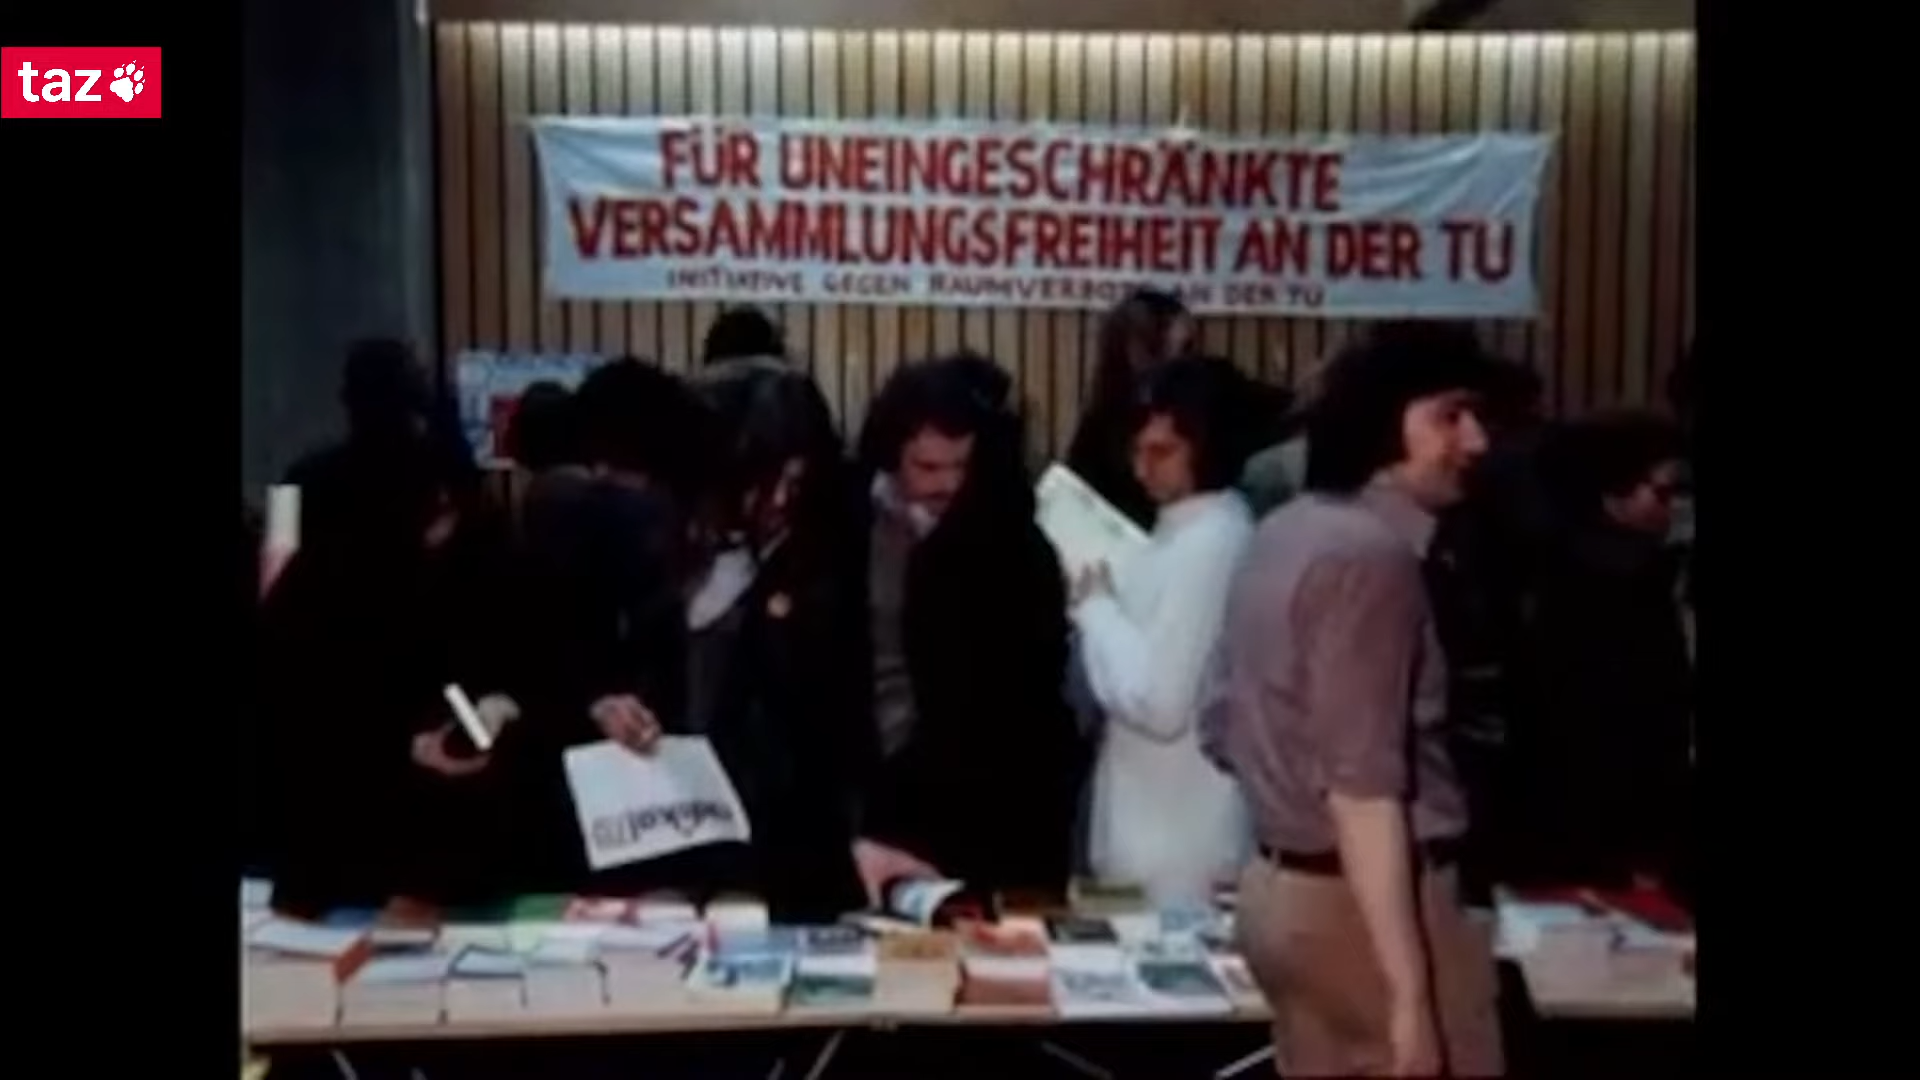 taz
FÜR UNEINGESCHRÄNKTE
VERSAMMLUNGSFREIHEIT AN DER TU
INITIATIVE GEGEN RAUMVERBOTE AN DER TU